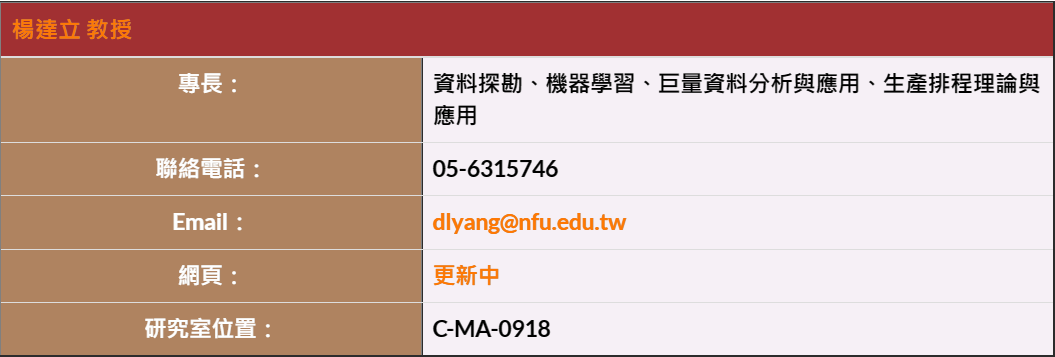 楊達立 教授
專長：
資料探勘、機器學習、巨量資料分析與應用、生產排程理論與
應用
聯絡電話：
05-6315746
Email：
dlyang@nfu.edu.tw
網頁：
更新中
研究室位置：
C-MA-0918